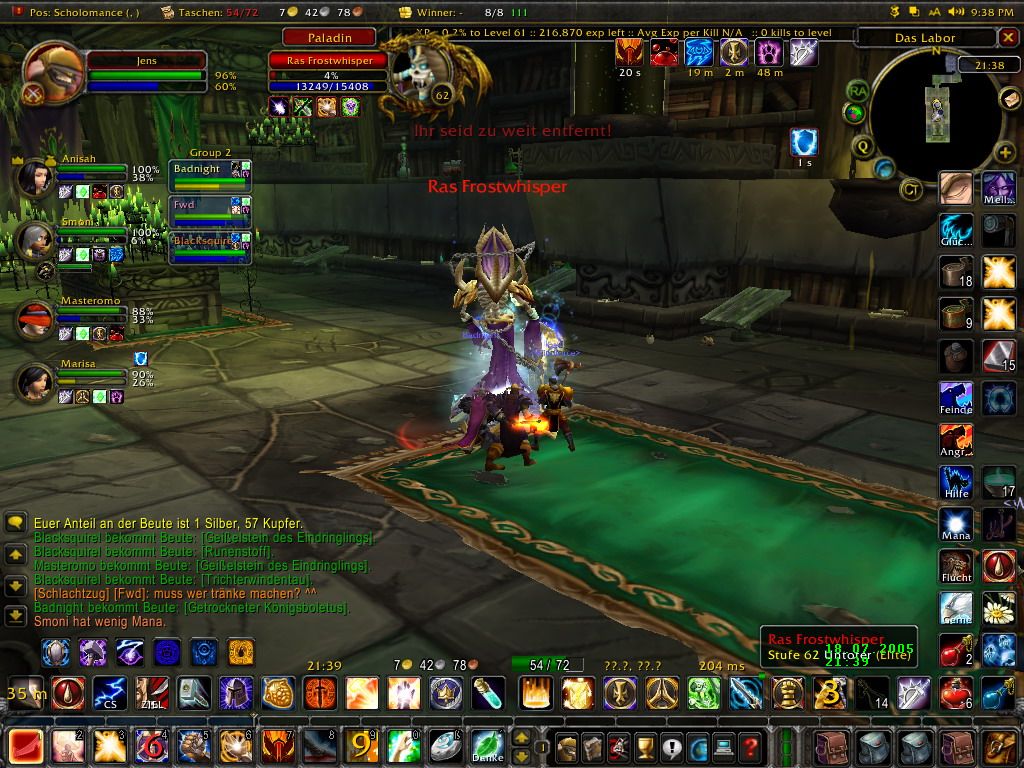 Pos: Scholomance (, )
Taschen: 54/72
7 42 78
Winner: -
8/8 111
9:38 PM
Paladin
XP 0.2% to Level 61 :: 216,870 exp left :: Avg Exp per Kill N/A :: 0 kills to level
Das Labor
Jens
96%
60%
Ras Frostwhisper
4%
13249/15408
62
20 s
19 m
2 m
48 m
N
21:38
RA
Q
CT
Ihr seid zu weit entfernt!
1 s
Ras Frostwhisper
Anisah
100%
38%
Group 2
Badnight
Fwd
Blacksquire
Smoni
100%
6%
Masteromo
88%
33%
Marisa
90%
26%
Glüc...
18
9
15
Feinde
Angr...
Hilfe
17
Mana
Flucht
2
Euer Anteil an der Beute ist 1 Silber, 57 Kupfer.
Blacksquirel bekommt Beute: [Geißelstein des Eindringlings].
Blacksquirel bekommt Beute: [Runenstoff].
Masteromo bekommt Beute: [Geißelstein des Eindringlings].
Blacksquirel bekommt Beute: [Trichterwindentau].
[Schlachtzug] [Fwd]: muss wer tränke machen? ^^
Badnight bekommt Beute: [Getrockneter Königsboletus].
Smoni hat wenig Mana.
Ras Frostwhisper
Stufe 62 Untoter (Elite)
18.07.2005
21:39
21:39
7 42 78
54 / 72
??.?, ??.?
204 ms
35 m
CS
ZIEL
14
6
Danke